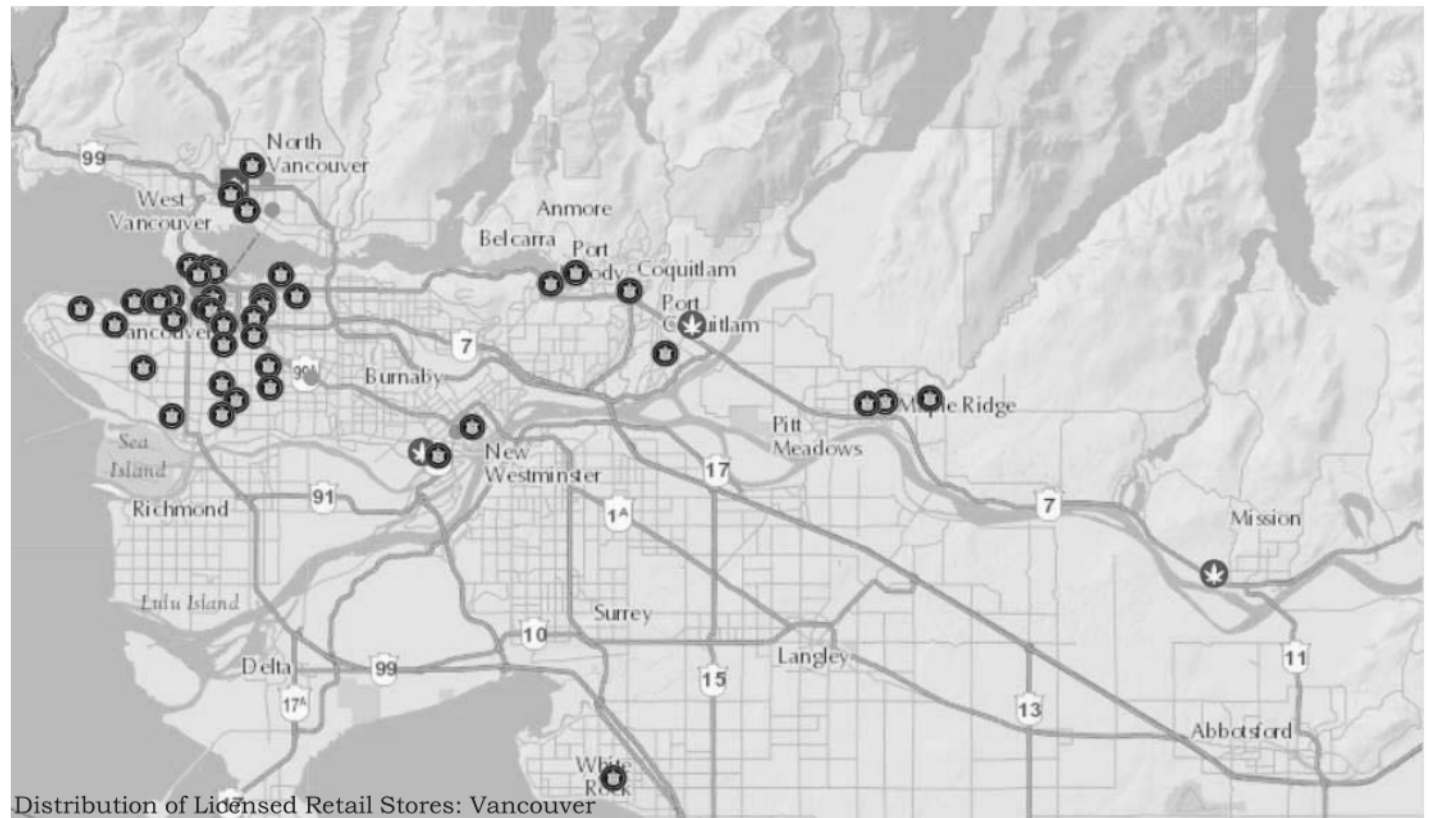 North
Vancouver
99
West
Vancouver
Anmore
Belcarra
Port
Coquitlam
Port
7
Burnaby
Maple Ridge
Sea
Island
Pitt
Meadows
New
Westminster
17
91
Richmond
1A
7
Mission
Lulu Island
Surrey
10
Langley
Delta
99
11
15
17A
13
Abbotsford
White
Rock
Distribution of Licensed Retail Stores: Vancouver